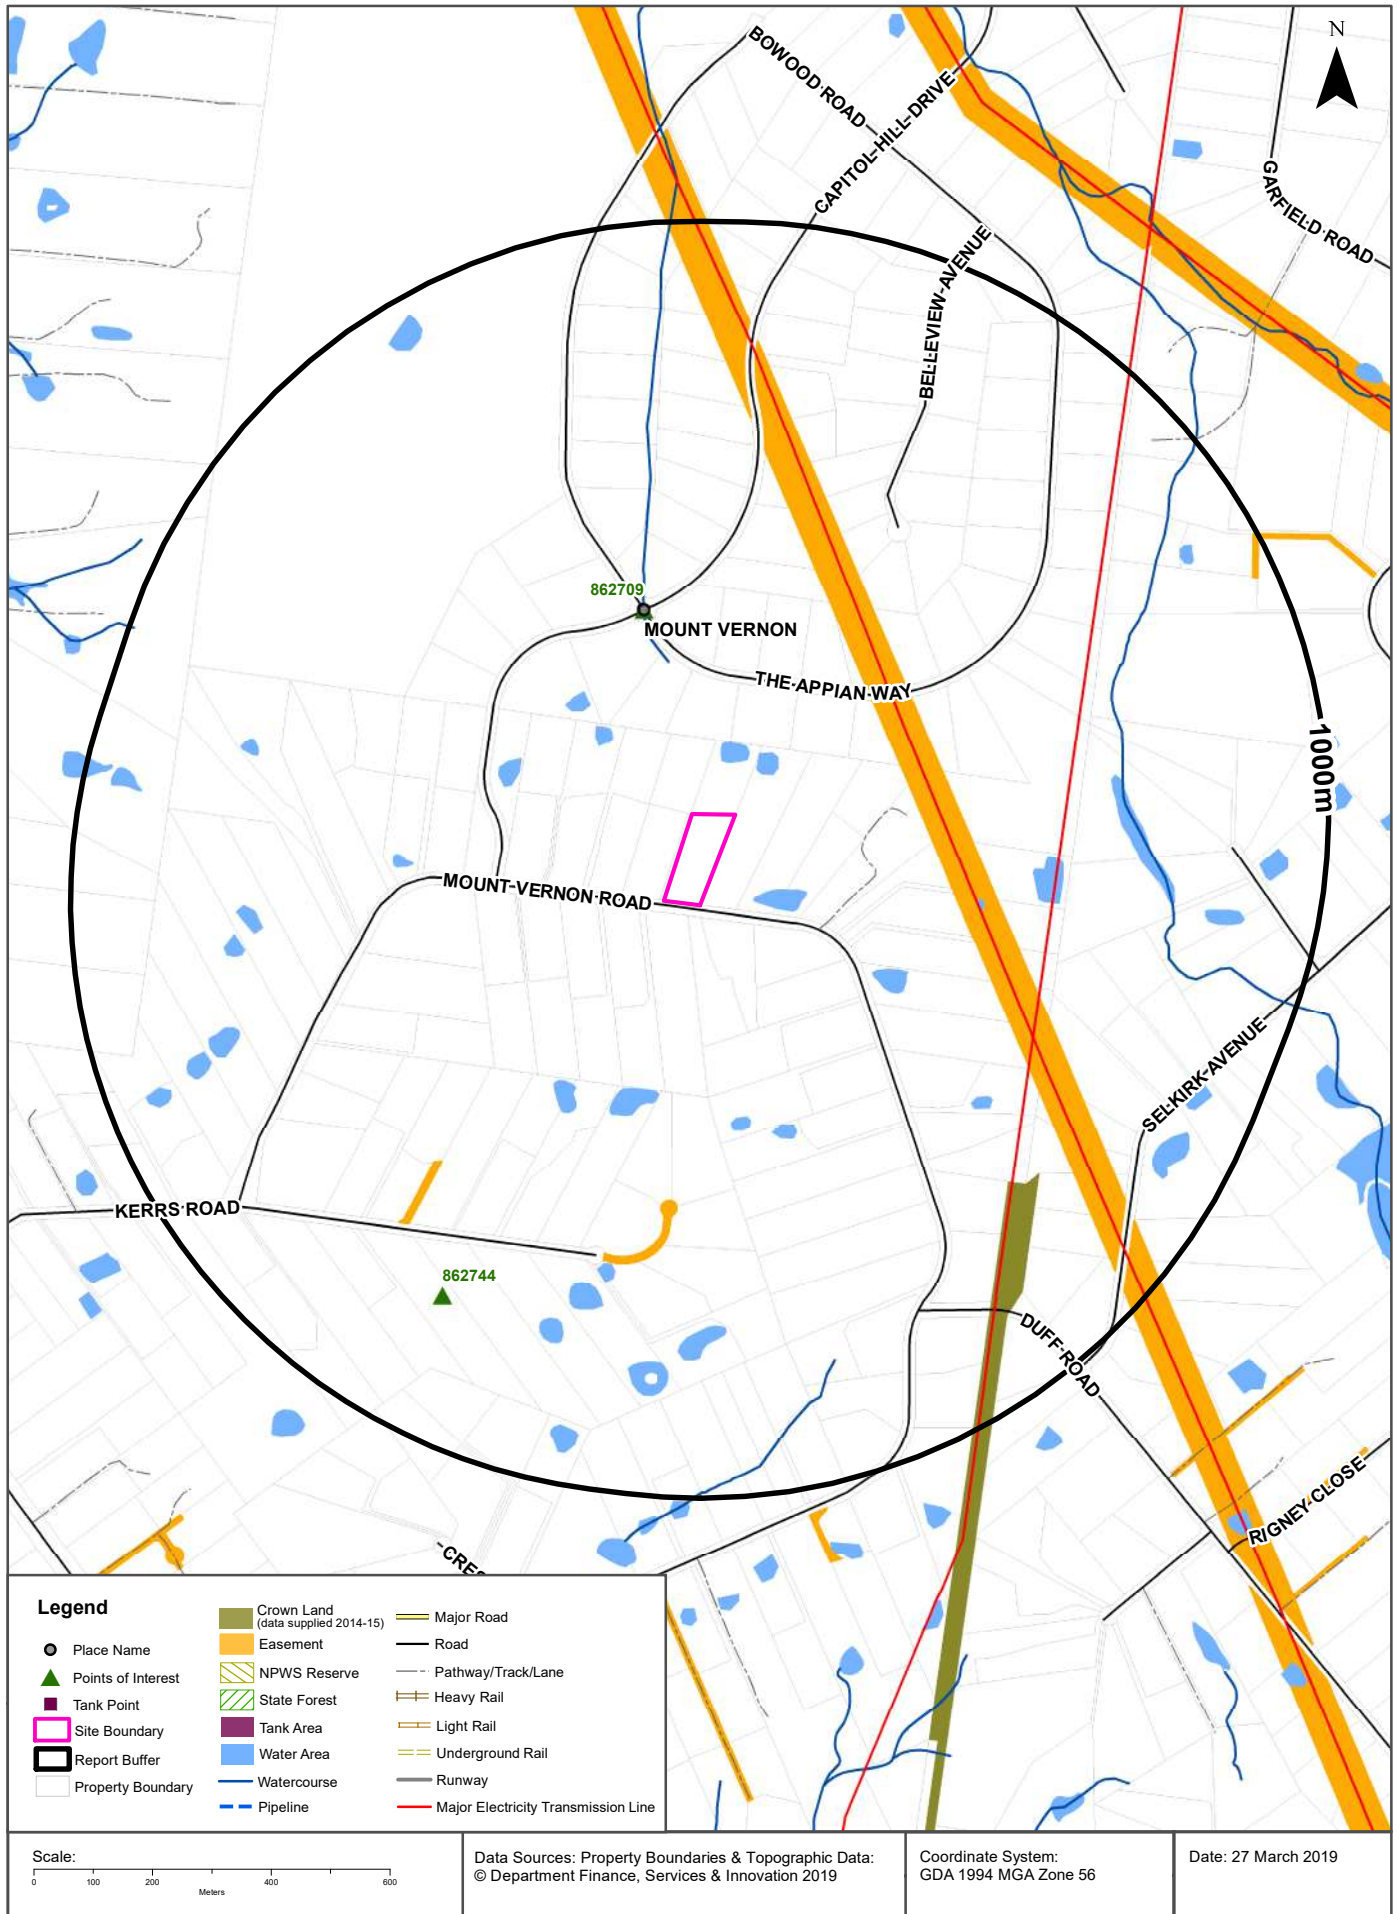 N
BOWOOD ROAD
CAPITOL HILL DRIVE
GARFIELD ROAD
BELLEVIEW AVENUE
862709
MOUNT VERNON
THE APPIAN WAY
1000m
MOUNT VERNON ROAD
SELKIRK AVENUE
KERRS ROAD
862744
DUFF ROAD
RIGNEY CLOSE
CRES
Legend
Place Name
Points of Interest
Tank Point
Site Boundary
Report Buffer
Property Boundary
Crown Land
(data supplied 2014-15)
Easement
NPWS Reserve
State Forest
Tank Area
Water Area
Watercourse
Pipeline
Major Road
Road
Pathway/Track/Lane
Heavy Rail
Light Rail
Underground Rail
Runway
Major Electricity Transmission Line
Scale:
0 100 200 400 600
Meters
Data Sources: Property Boundaries & Topographic Data:
© Department Finance, Services & Innovation 2019
Coordinate System:
GDA 1994 MGA Zone 56
Date: 27 March 2019